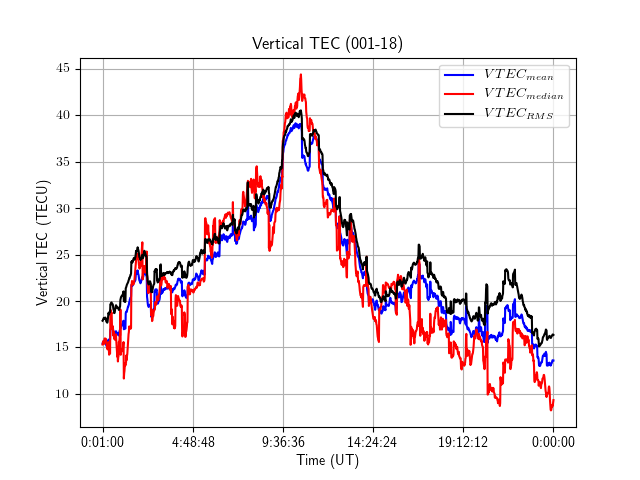 Vertical TEC (001-18)
VTEC_mean
VTEC_median
VTEC_RMS
45
40
35
30
25
20
15
10
Vertical TEC (TECU)
0:01:00 4:48:48 9:36:36 14:24:24 19:12:12 0:00:00
Time (UT)